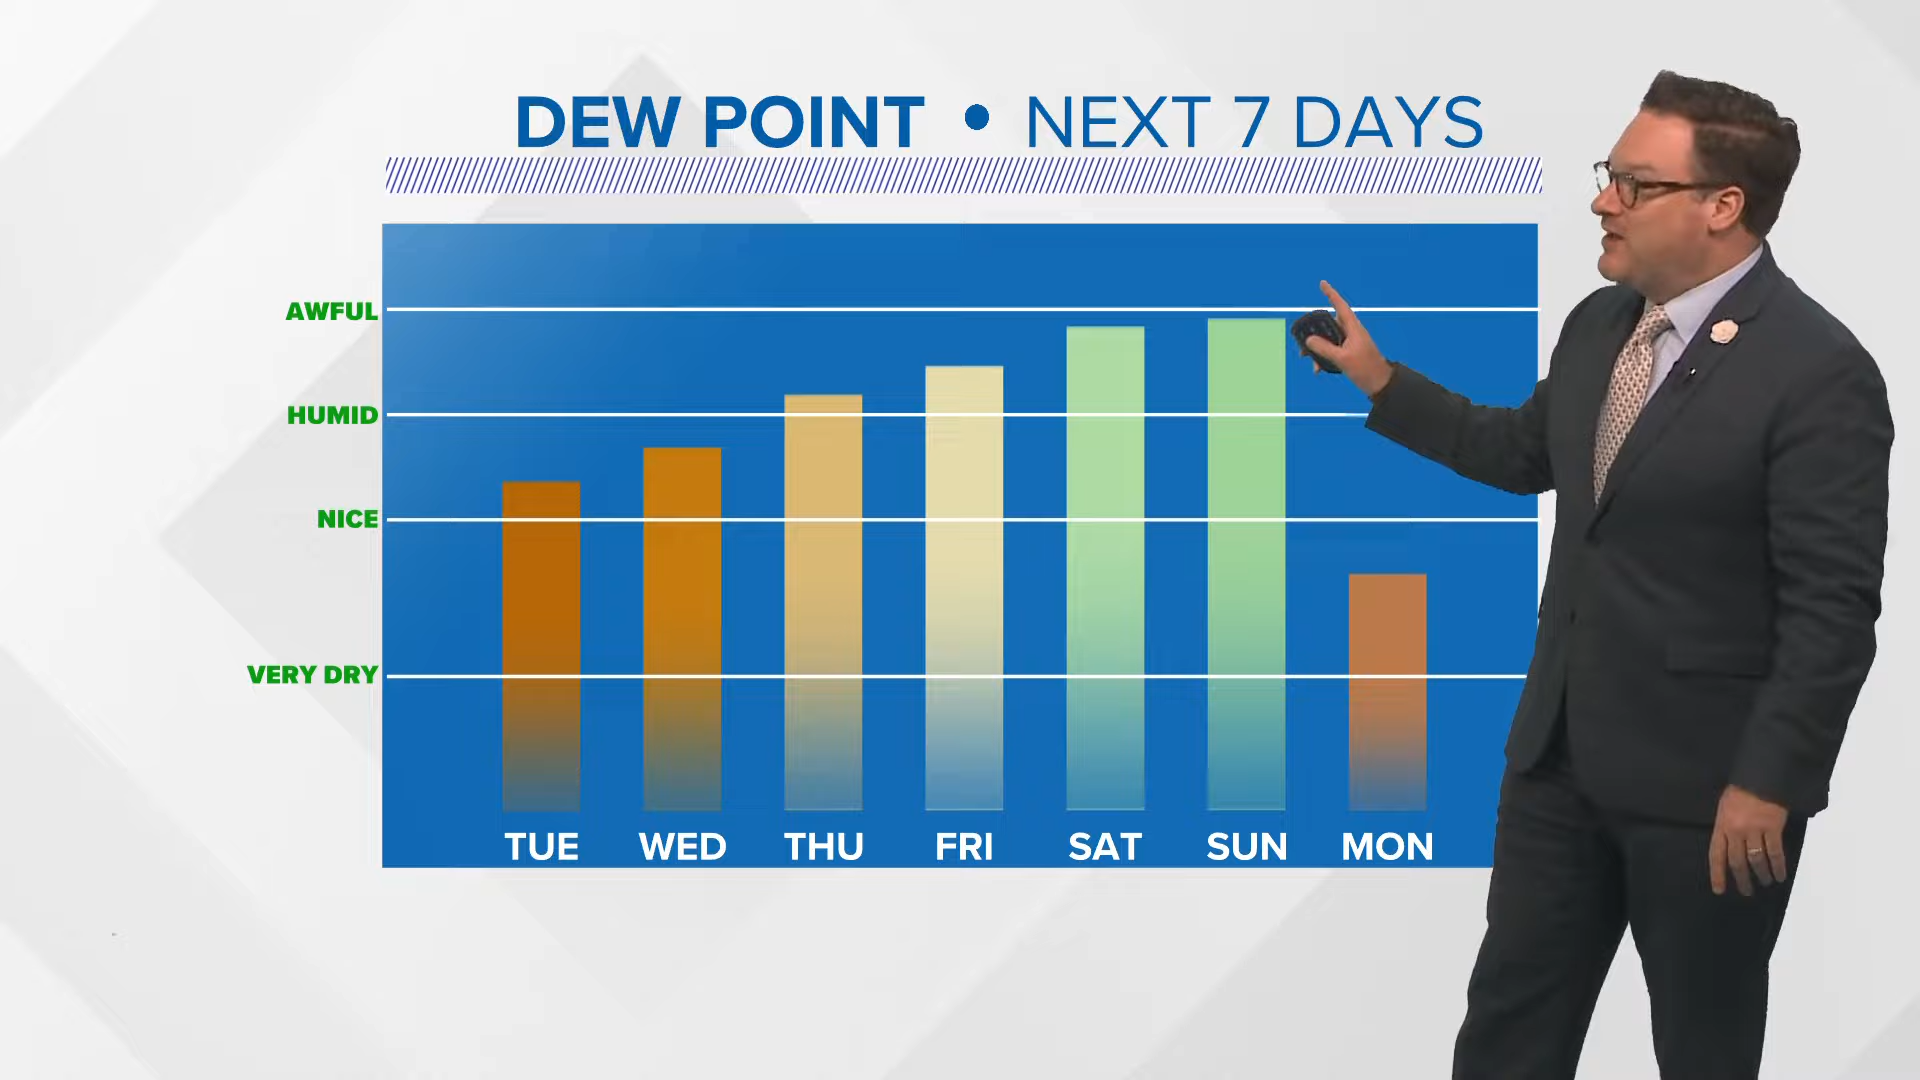 DEW POINT • NEXT 7 DAYS
AWFUL
HUMID
NICE
VERY DRY
TUE WED THU FRI SAT SUN MON